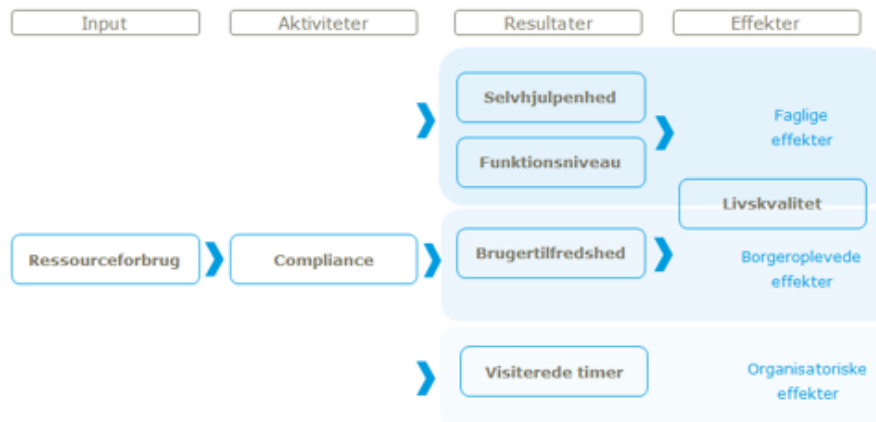 Input
Aktiviteter
Resultater
Effekter
Selvhjulpenhed
Faglige
effekter
Funktionsniveau
Livskvalitet
Ressourceforbrug
Compliance
Brugertilfredshed
Borgeroplevede
effekter
Visiterede timer
Organisatoriske
effekter